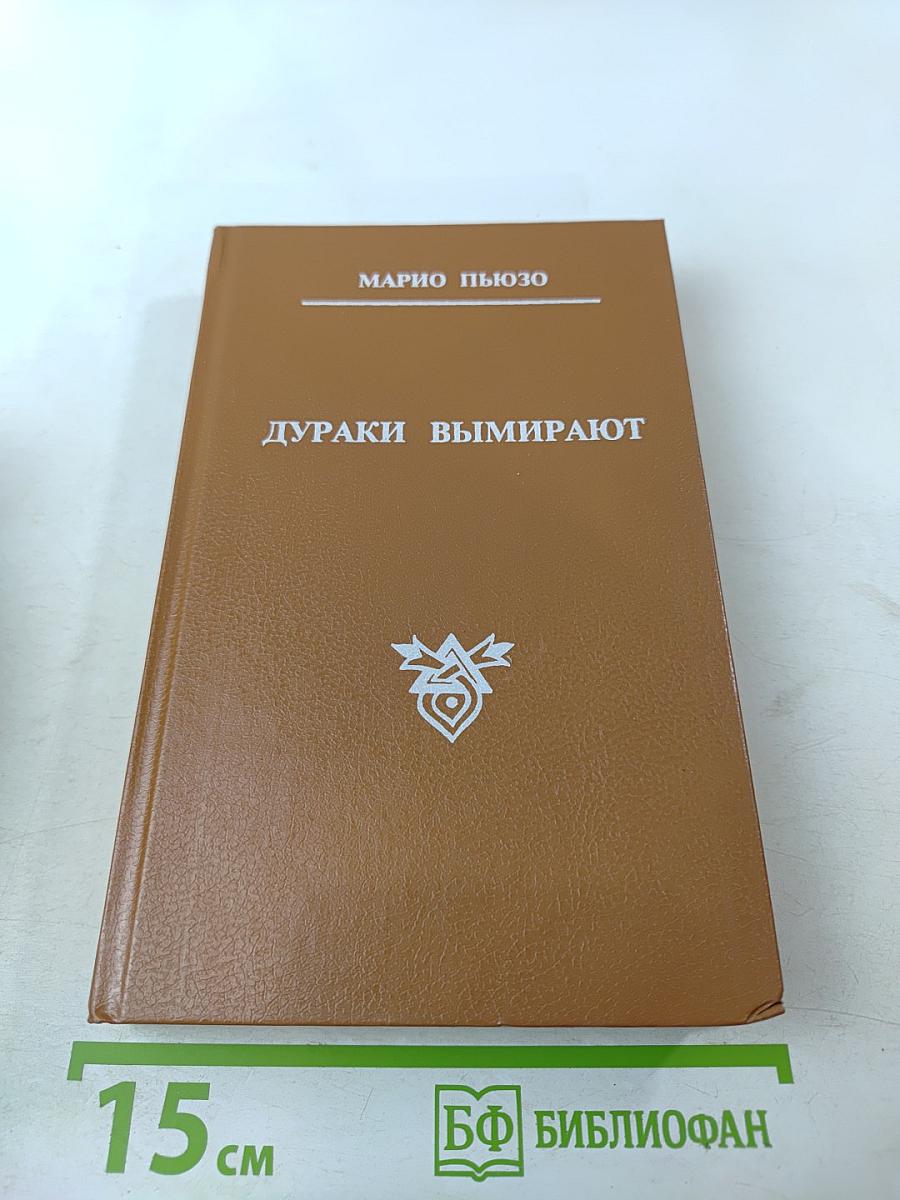 МАРИО ПЬЮЗО
ДУРАКИ ВЫМИРАЮТ
15 см
БФ БИБЛИОФАН